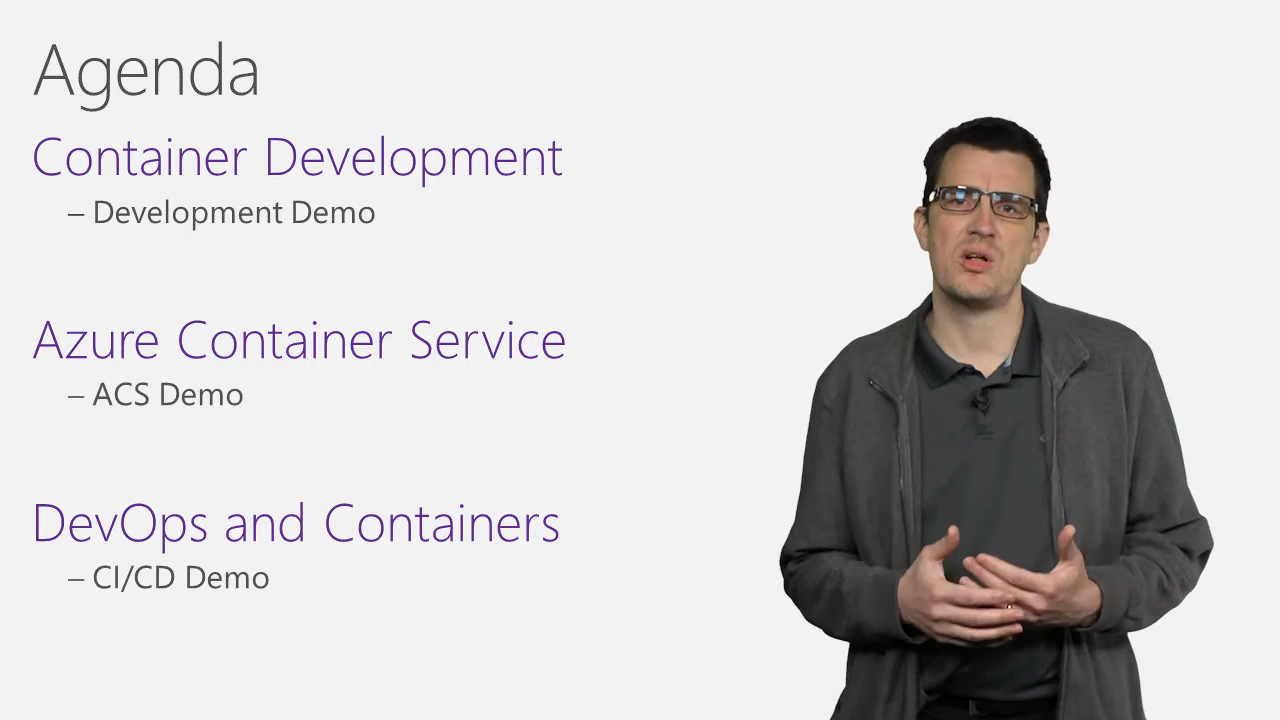 Agenda
Container Development
– Development Demo
Azure Container Service
– ACS Demo
DevOps and Containers
– CI/CD Demo